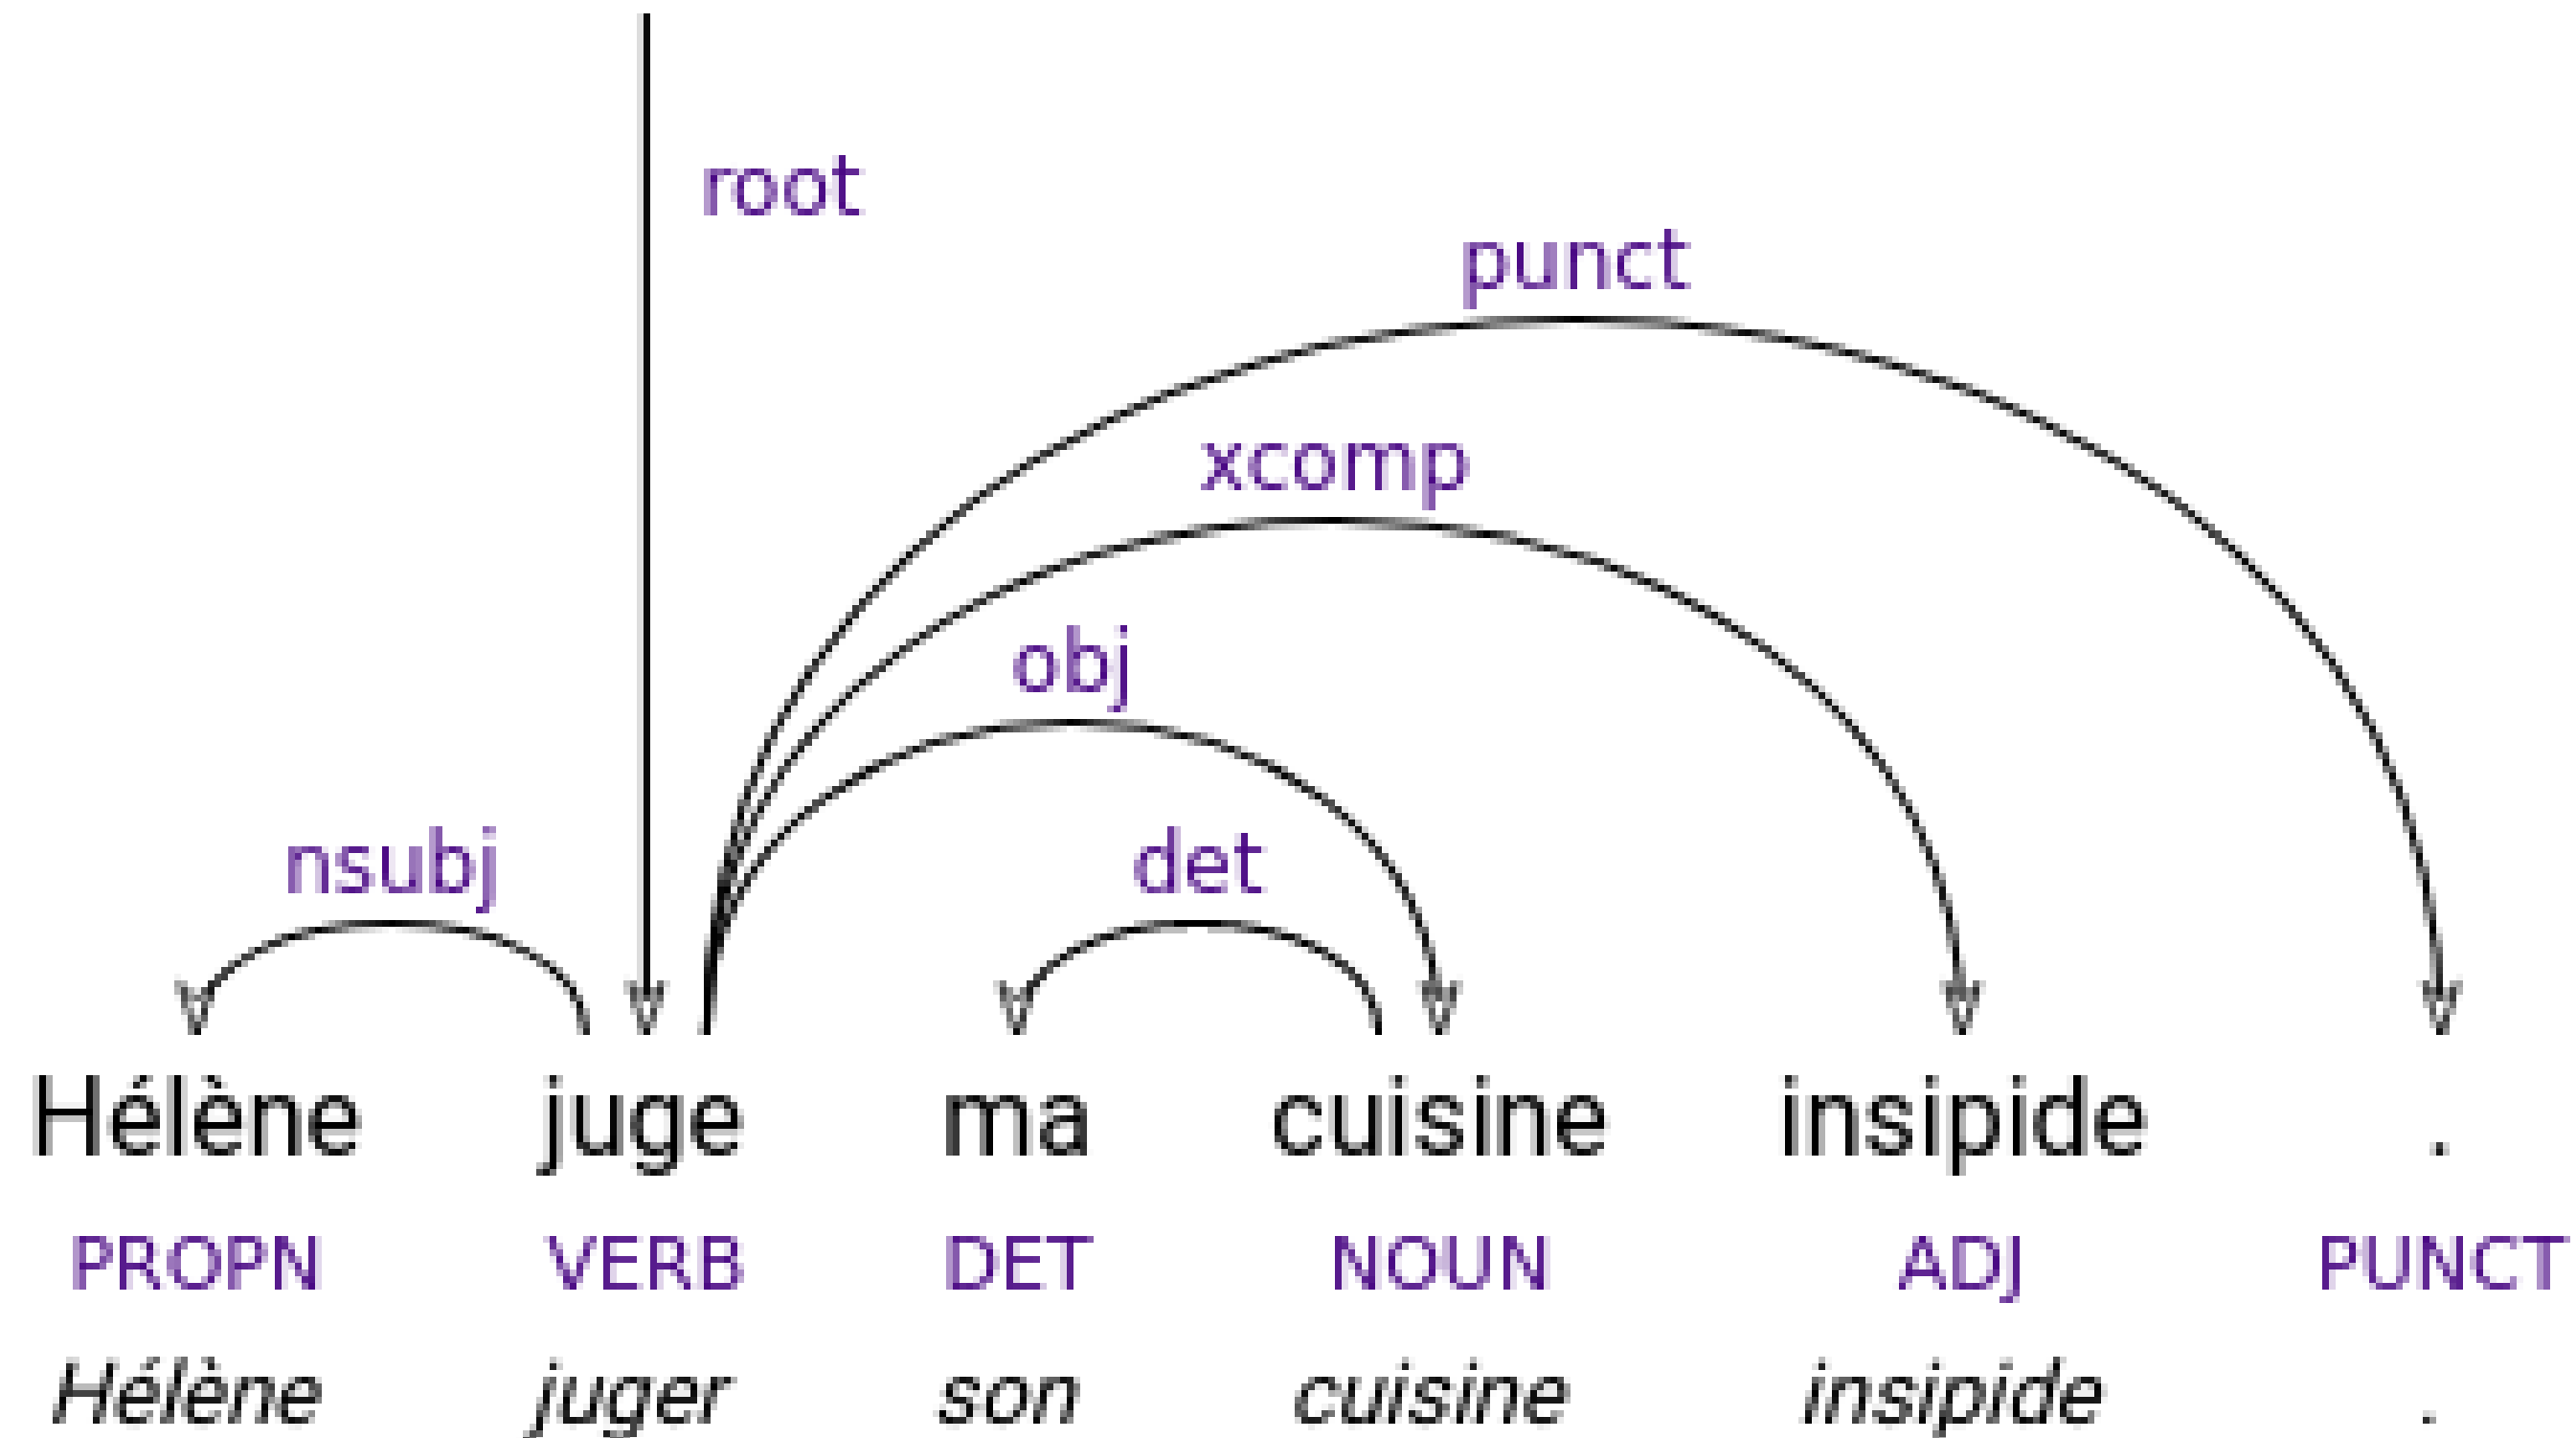 root
punct
xcomp
obj
nsubj det
Hélène juge ma cuisine insipide .
PROPN VERB DET NOUN ADJ PUNCT
Hélène juger son cuisine insipide .